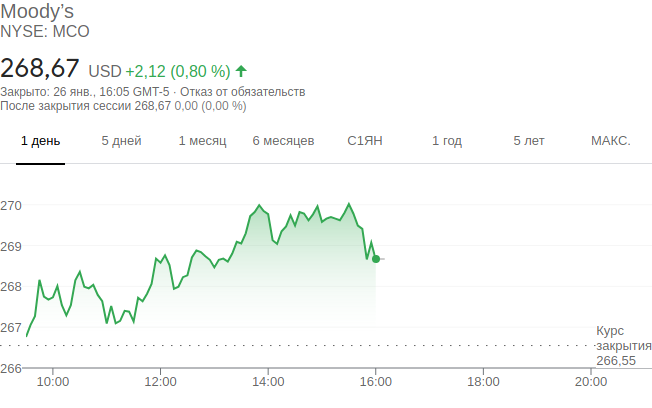 Moody’s
NYSE: MCO
268,67 USD +2,12 (0,80 %)
Закрыто: 26 янв., 16:05 GMT-5 · Отказ от обязательств
После закрытия сессии 268,67 0,00 (0,00 %)
1 день 5 дней 1 месяц 6 месяцев С1ЯН 1 год 5 лет МАКС.
270
269
268
267
Курс
закрытия
266,55
266
10:00 12:00 14:00 16:00 18:00 20:00